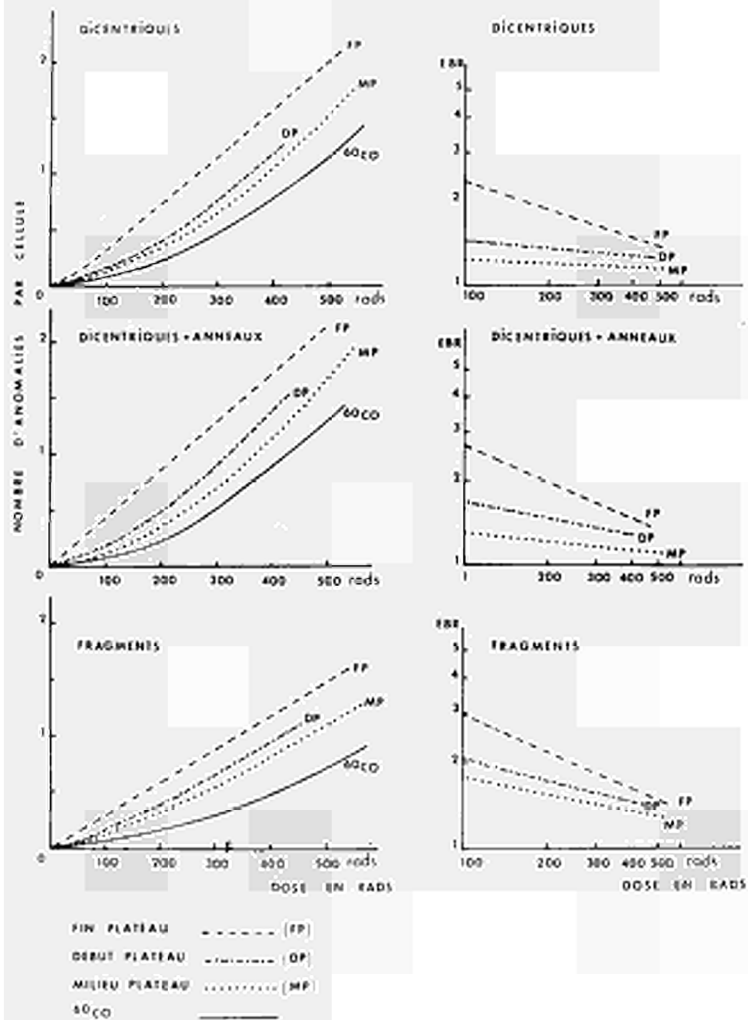 DiCENTRiQUES
FP
MP
DP
60CO
2
1
0
100 200 300 400 500 rads
DiCENTRiQUES
EBR
5
4
3
2
1
FP
DP
MP
100 200 300 400 500 rads
NOMBRE D'ANOMALIES PAR CELLULE
DiCENTRiQUES + ANNEAUX
FP
MP
DP
60CO
2
1
0
100 200 300 400 500 rads
DiCENTRiQUES + ANNEAUX
EBR
5
4
3
2
1
FP
DP
MP
1 200 300 400 500 rads
FRAGMENTS
FP
MP
DP
60CO
2
1
0
100 200 300 400 500 rads
DOSE EN RADS
FRAGMENTS
EBR
5
4
3
2
1
FP
DP
MP
100 200 300 400 500 rads
DOSE EN RADS
FIN PLATEAU (FP)
DEBUT PLATEAU (DP)
MILIEU PLATEAU (MP)
60CO